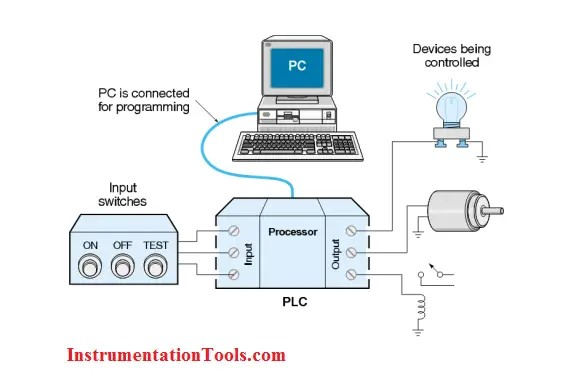 Devices being
controlled
PC
PC is connected
for programming
Input
switches
ON OFF TEST
Input
Processor
Output
PLC
InstrumentationTools.com